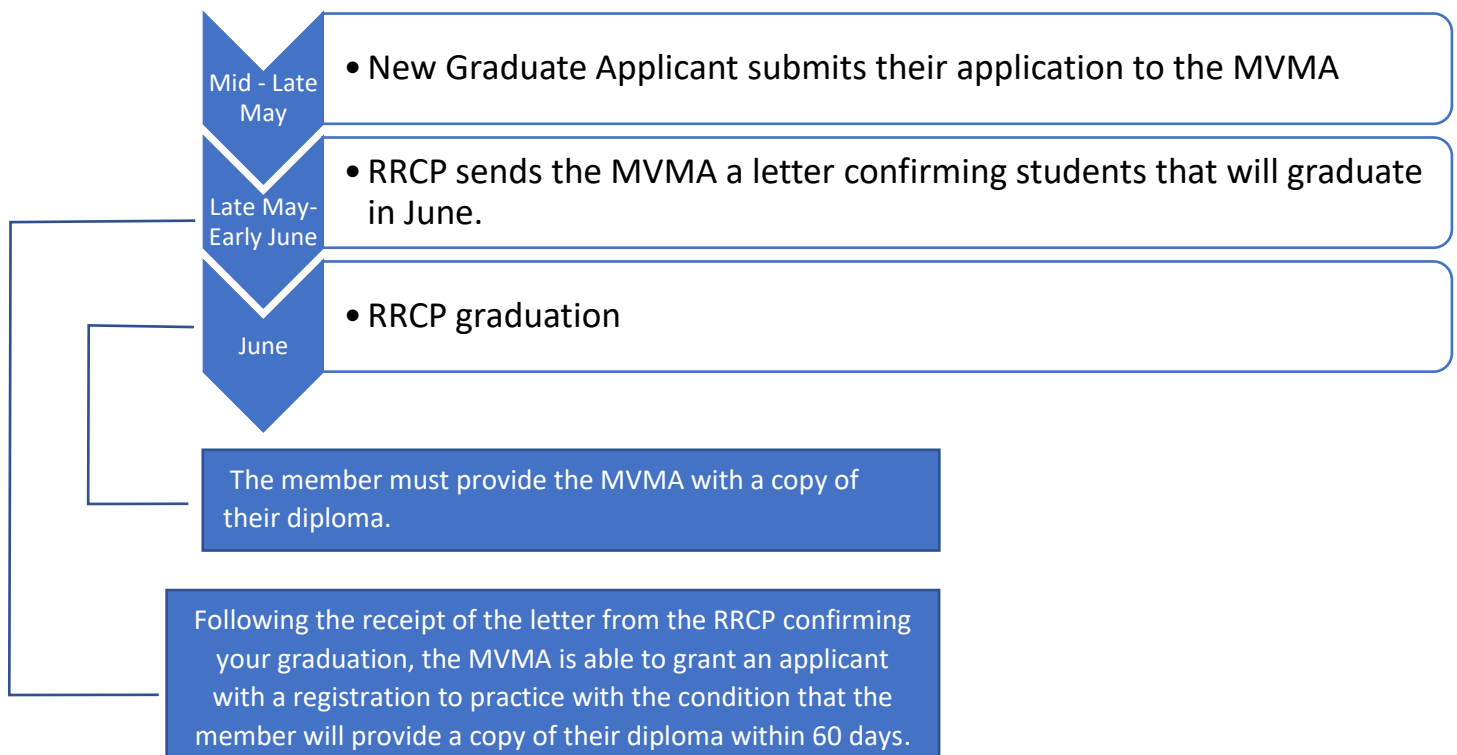 Mid - Late
May
• New Graduate Applicant submits their application to the MVMA
Late May-
Early June
• RRCP sends the MVMA a letter confirming students that will graduate
in June.
June
• RRCP graduation
The member must provide the MVMA with a copy of
their diploma.
Following the receipt of the letter from the RRCP confirming
your graduation, the MVMA is able to grant an applicant
with a registration to practice with the condition that the
member will provide a copy of their diploma within 60 days.